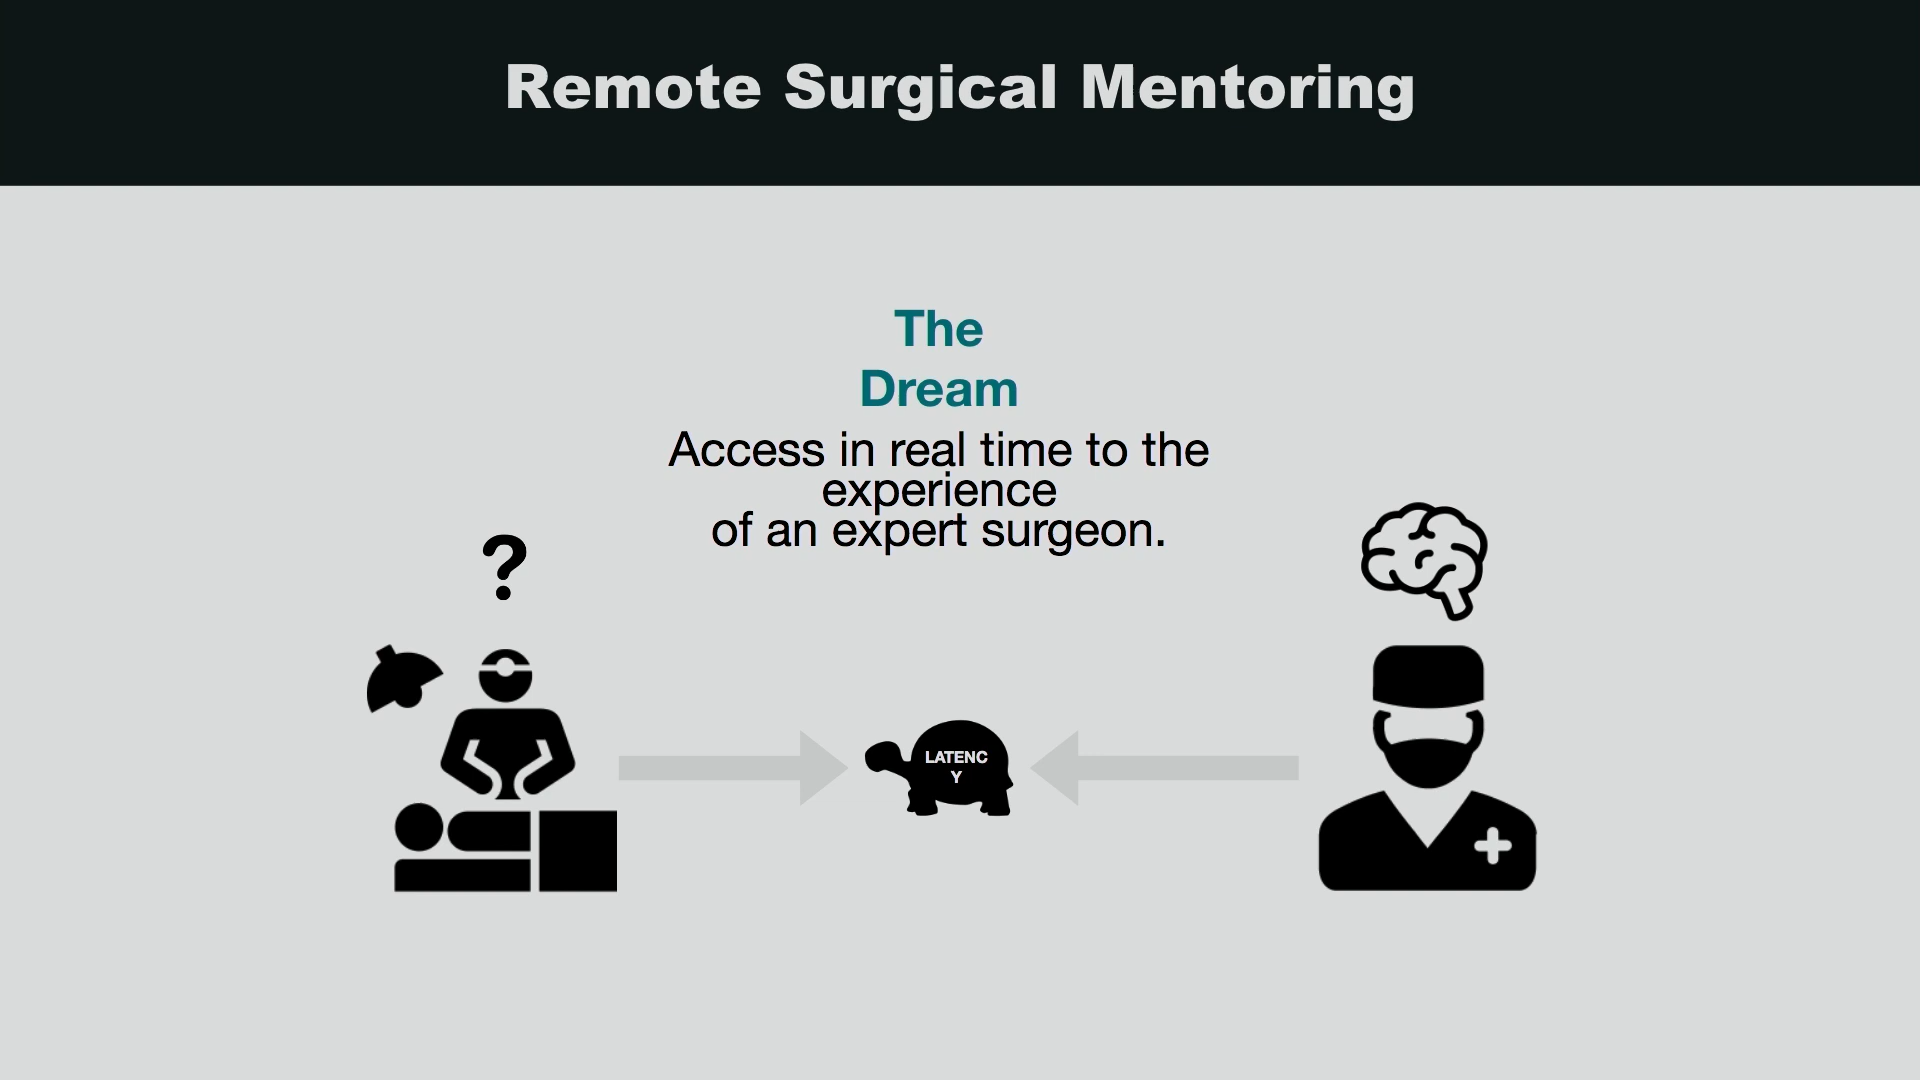 Remote Surgical Mentoring
The
Dream
Access in real time to the
experience
of an expert surgeon.
?
LATENC
Y